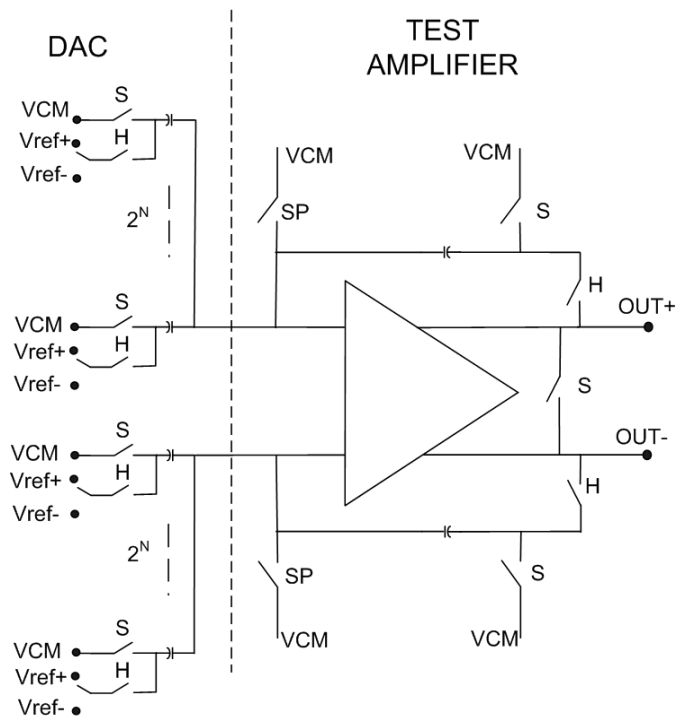 DAC
TEST
AMPLIFIER
S
VCM
Vref+
H
Vref-
2^N
VCM
S
Vref+
H
Vref-
S
VCM
Vref+
H
Vref-
2^N
S
VCM
Vref+
H
Vref-
VCM
VCM
SP
S
H
OUT+
S
OUT-
H
SP
S
VCM
VCM